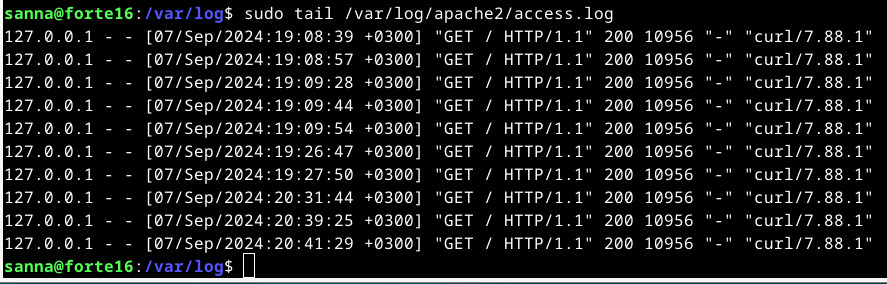 sanna@forte16:/var/log$ sudo tail /var/log/apache2/access.log
127.0.0.1 - - [07/Sep/2024:19:08:39 +0300] "GET / HTTP/1.1" 200 10956 "-" "curl/7.88.1"
127.0.0.1 - - [07/Sep/2024:19:08:57 +0300] "GET / HTTP/1.1" 200 10956 "-" "curl/7.88.1"
127.0.0.1 - - [07/Sep/2024:19:09:28 +0300] "GET / HTTP/1.1" 200 10956 "-" "curl/7.88.1"
127.0.0.1 - - [07/Sep/2024:19:09:44 +0300] "GET / HTTP/1.1" 200 10956 "-" "curl/7.88.1"
127.0.0.1 - - [07/Sep/2024:19:09:54 +0300] "GET / HTTP/1.1" 200 10956 "-" "curl/7.88.1"
127.0.0.1 - - [07/Sep/2024:19:26:47 +0300] "GET / HTTP/1.1" 200 10956 "-" "curl/7.88.1"
127.0.0.1 - - [07/Sep/2024:19:27:50 +0300] "GET / HTTP/1.1" 200 10956 "-" "curl/7.88.1"
127.0.0.1 - - [07/Sep/2024:20:31:44 +0300] "GET / HTTP/1.1" 200 10956 "-" "curl/7.88.1"
127.0.0.1 - - [07/Sep/2024:20:39:25 +0300] "GET / HTTP/1.1" 200 10956 "-" "curl/7.88.1"
127.0.0.1 - - [07/Sep/2024:20:41:29 +0300] "GET / HTTP/1.1" 200 10956 "-" "curl/7.88.1"
sanna@forte16:/var/log$